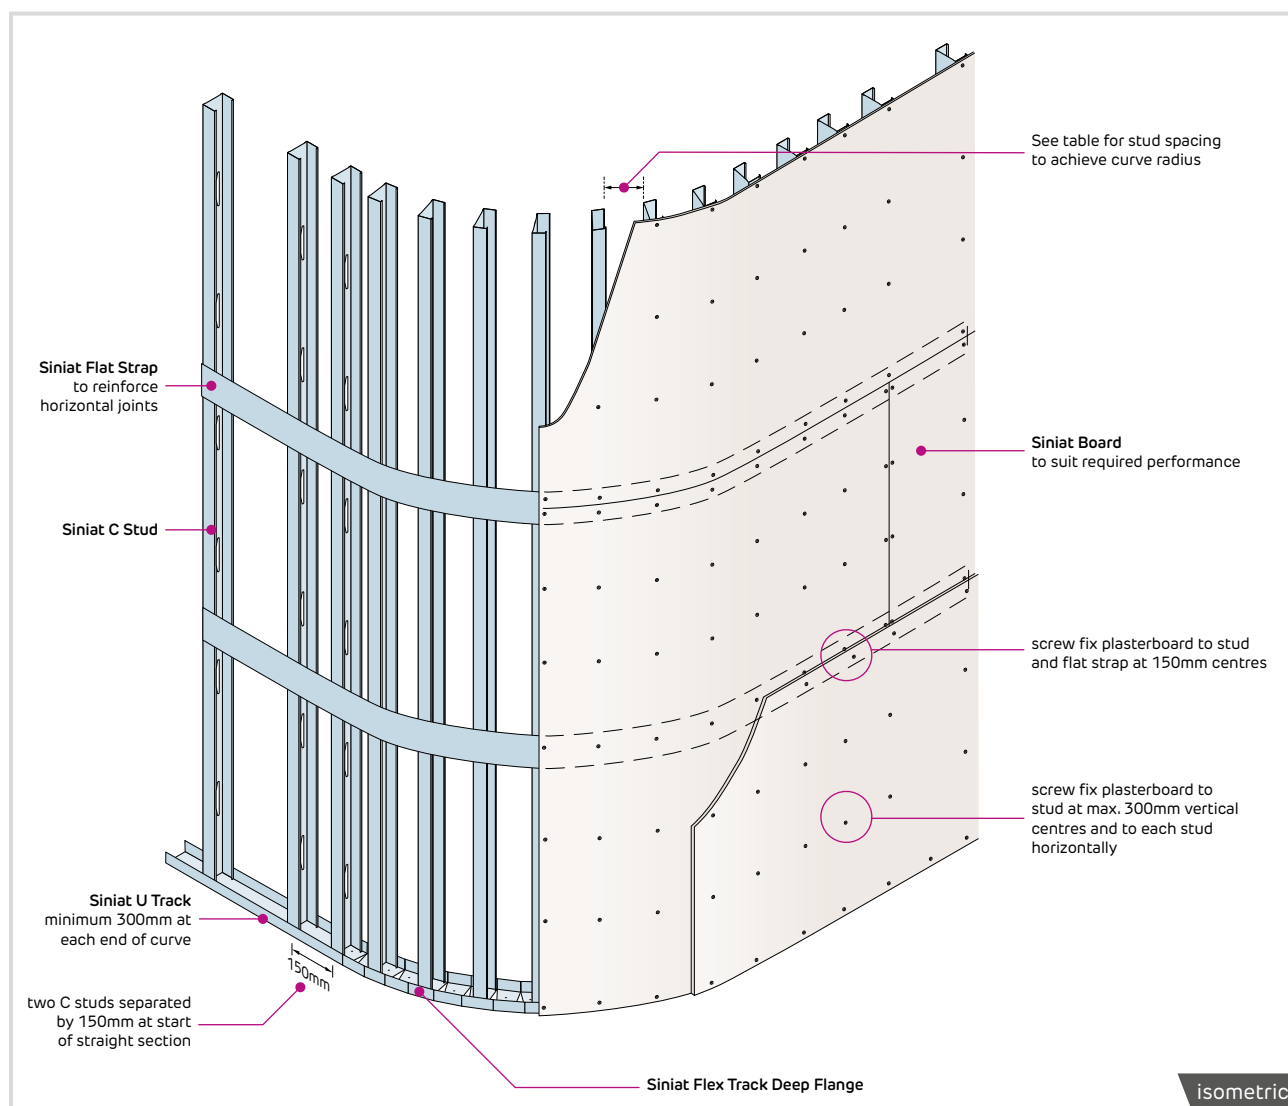 See table for stud spacing
to achieve curve radius
Siniat Flat Strap
to reinforce
horizontal joints
Siniat Board
to suit required performance
Siniat C Stud
screw fix plasterboard to stud
and flat strap at 150mm centres
screw fix plasterboard to
stud at max. 300mm vertical
centres and to each stud
horizontally
Siniat U Track
minimum 300mm at
each end of curve
150mm
two C studs separated
by 150mm at start
of straight section
Siniat Flex Track Deep Flange
isometric